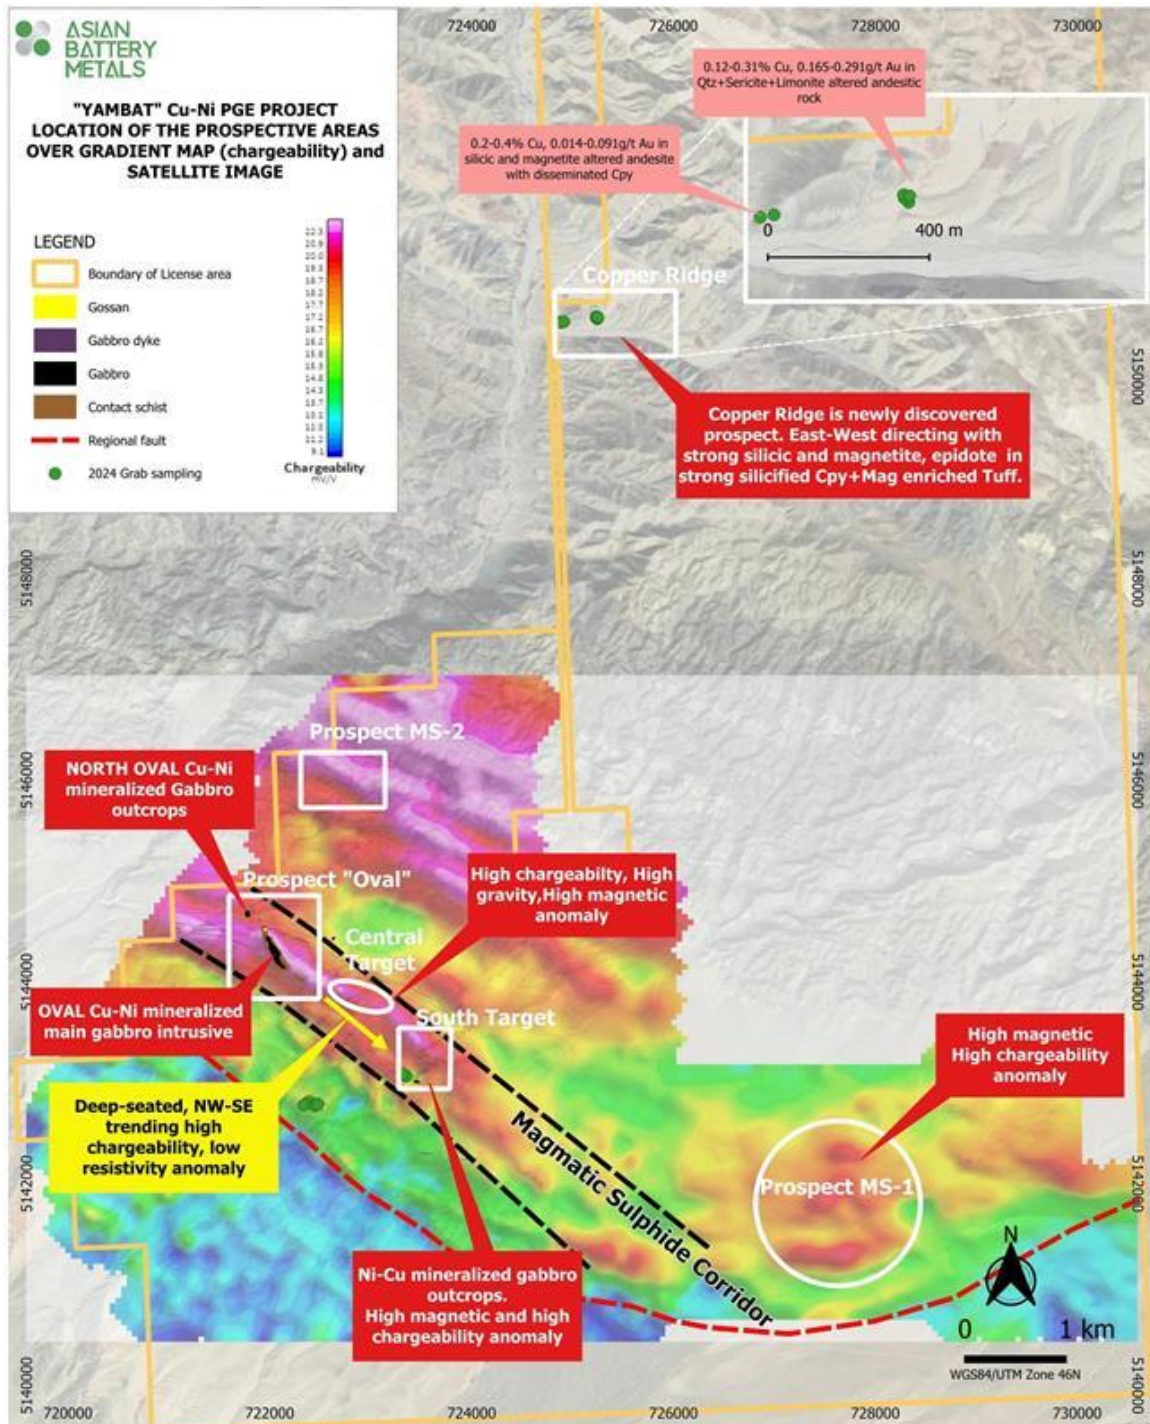 ASIAN
BATTERY
METALS
"YAMBAT" Cu-Ni PGE PROJECT
LOCATION OF THE PROSPECTIVE AREAS
OVER GRADIENT MAP (chargeability) and
SATELLITE IMAGE
LEGEND
Boundary of License area
Gossan
Gabbro dyke
Gabbro
Contact schist
Regional fault
2024 Grab sampling
Chargeability
mV/V
724000
726000
728000
730000
0.12-0.31% Cu, 0.165-0.291g/t Au in
Qtz+Sericite+Limonite altered andesitic
rock
0.2-0.4% Cu, 0.014-0.091g/t Au in
silicic and magnetite altered andesite
with disseminated Cpy
0
400 m
Copper Ridge
Copper Ridge is newly discovered
prospect. East-West directing with
strong silicic and magnetite, epidote in
strong silicified Cpy+Mag enriched Tuff.
5150000
5148000
5148000
Prospect MS-2
NORTH OVAL Cu-Ni
mineralized Gabbro
outcrops
5146000
5146000
Prospect "Oval"
High chargeabilty, High
gravity,High magnetic
anomaly
Central
Target
5144000
5144000
OVAL Cu-Ni mineralized
main gabbro intrusive
South Target
High magnetic
High chargeability
anomaly
Deep-seated, NW-SE
trending high
chargeability, low
resistivity anomaly
Magmatic Sulphide Corridor
Prospect MS-1
5142000
5142000
Ni-Cu mineralized gabbro
outcrops.
High magnetic and high
chargeability anomaly
N
0
1 km
WGS84/UTM Zone 46N
5140000
5140000
720000
722000
724000
726000
728000
730000